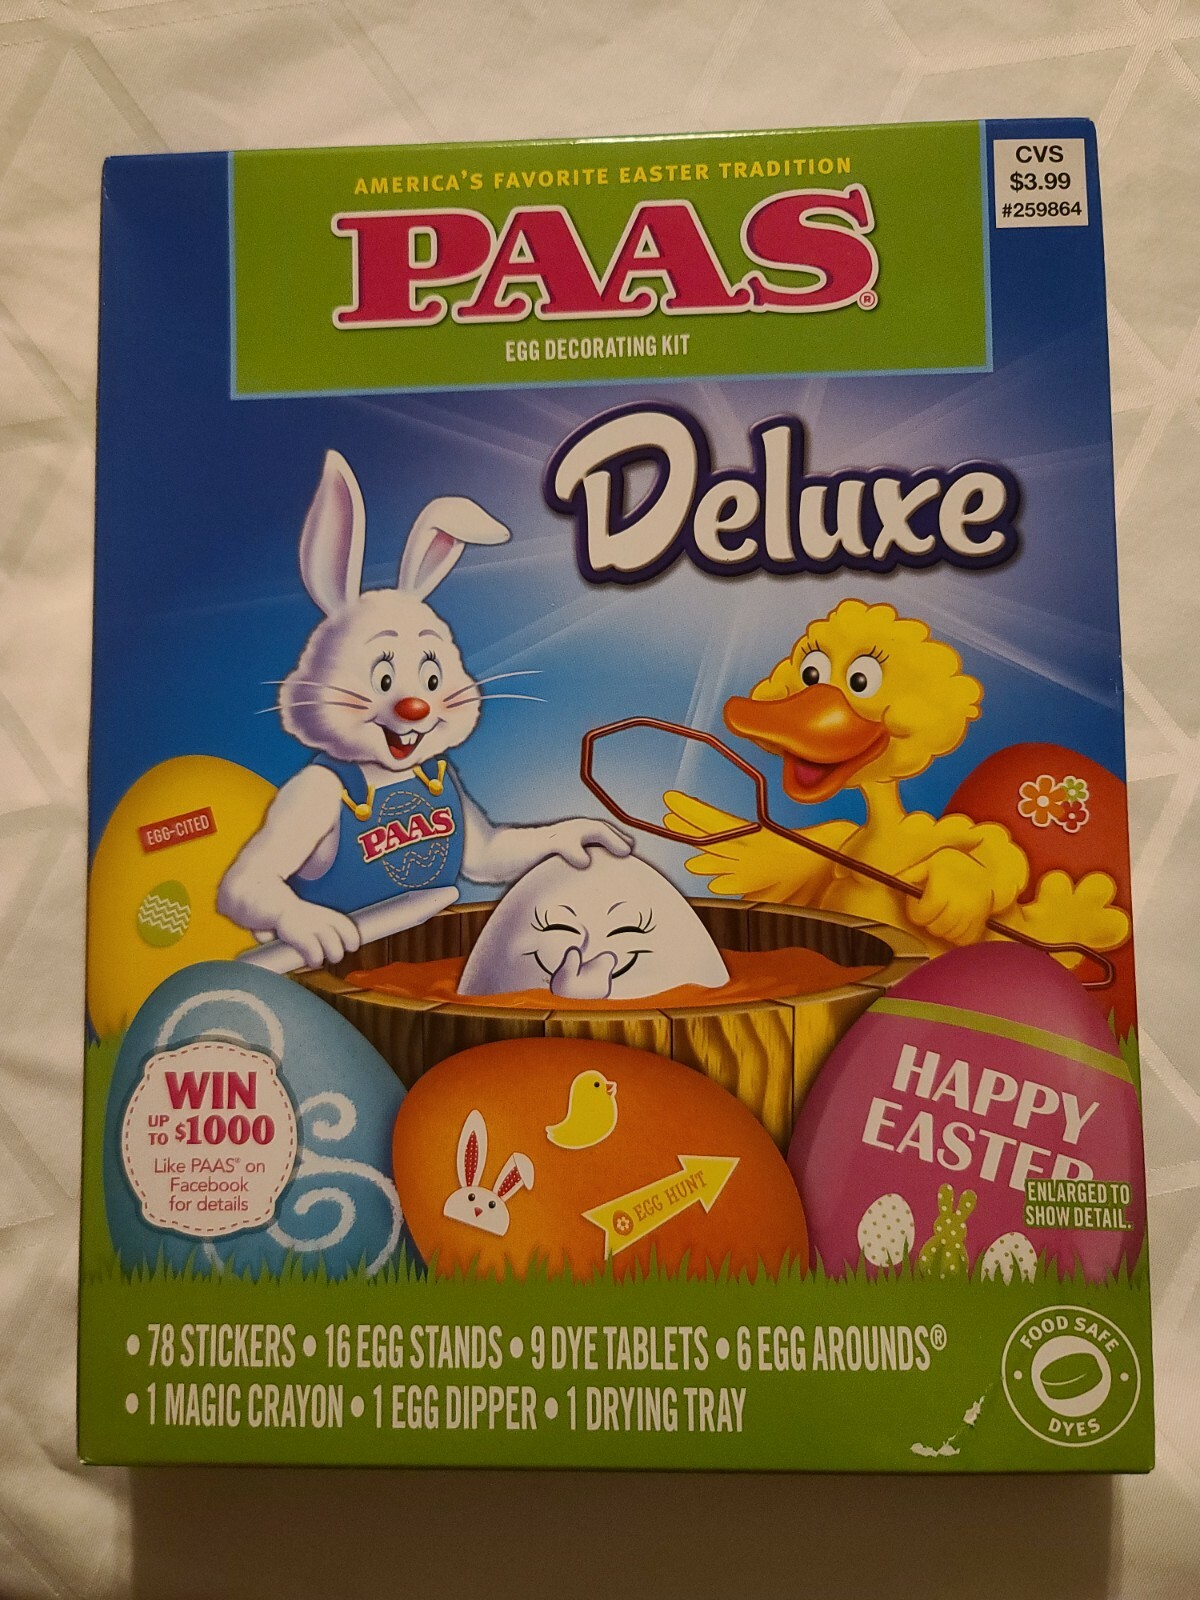 AMERICA'S FAVORITE EASTER TRADITION
CVS
$3.99
#259864
PAAS®
EGG DECORATING KIT
Deluxe
EGG-CITED
PAAS
WIN
UP TO $1000
Like PAAS® on
Facebook
for details
EGG HUNT
HAPPY
EASTER
ENLARGED TO
SHOW DETAIL.
• 78 STICKERS • 16 EGG STANDS • 9 DYE TABLETS • 6 EGG AROUNDS®
• 1 MAGIC CRAYON • 1 EGG DIPPER • 1 DRYING TRAY
FOOD SAFE
DYES